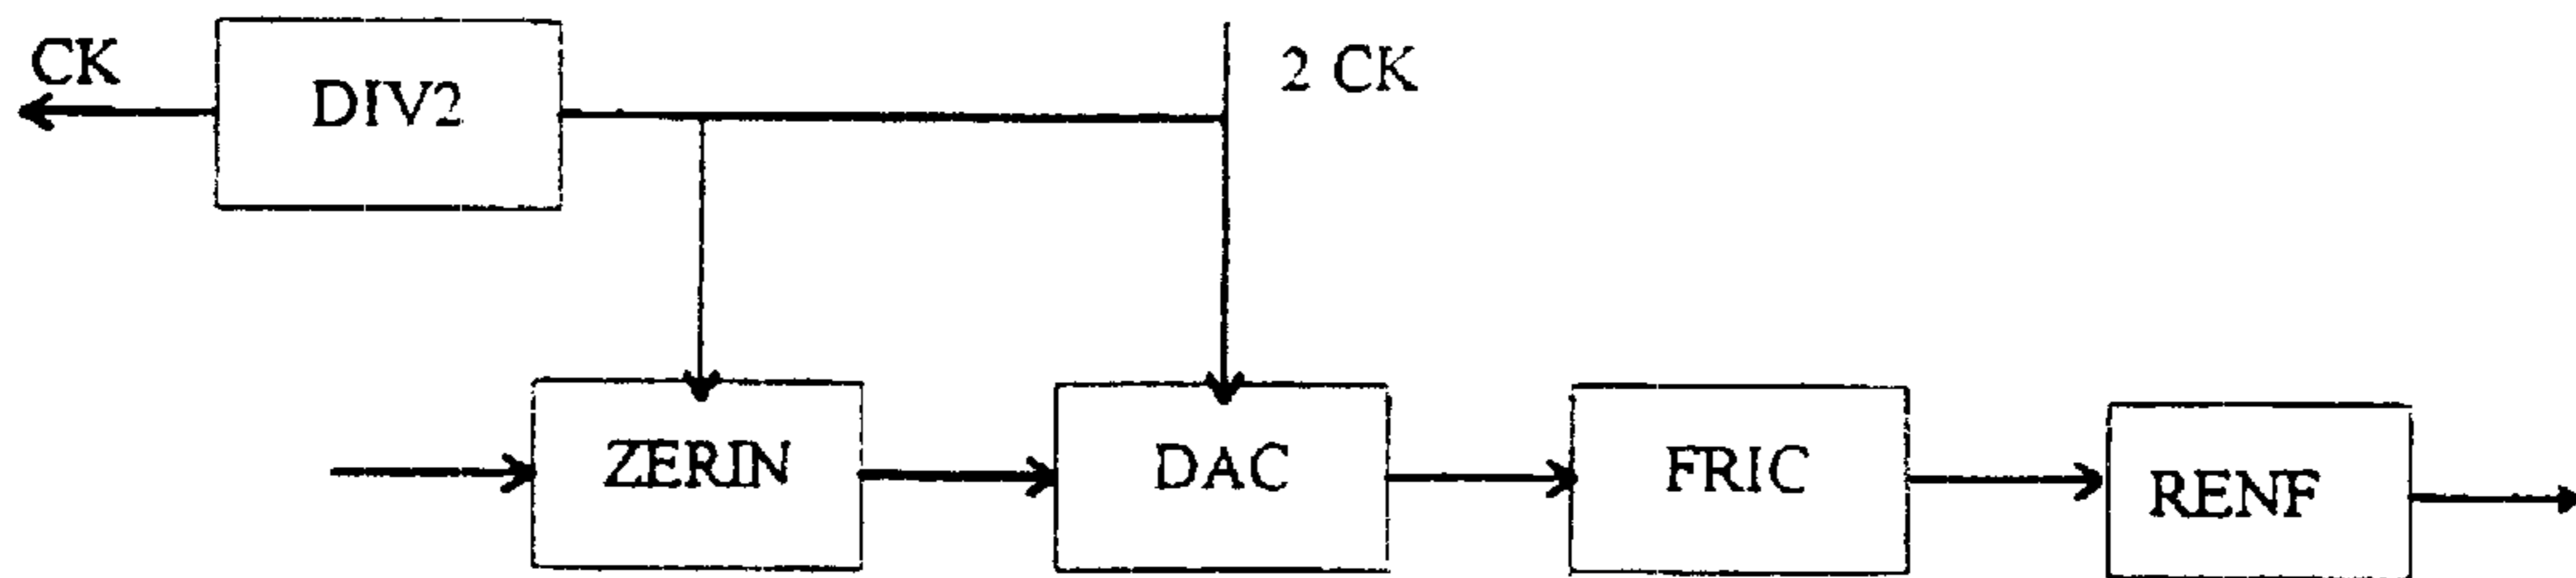 CK
DIV2
2 CK
ZERIN
DAC
FRIC
RENF